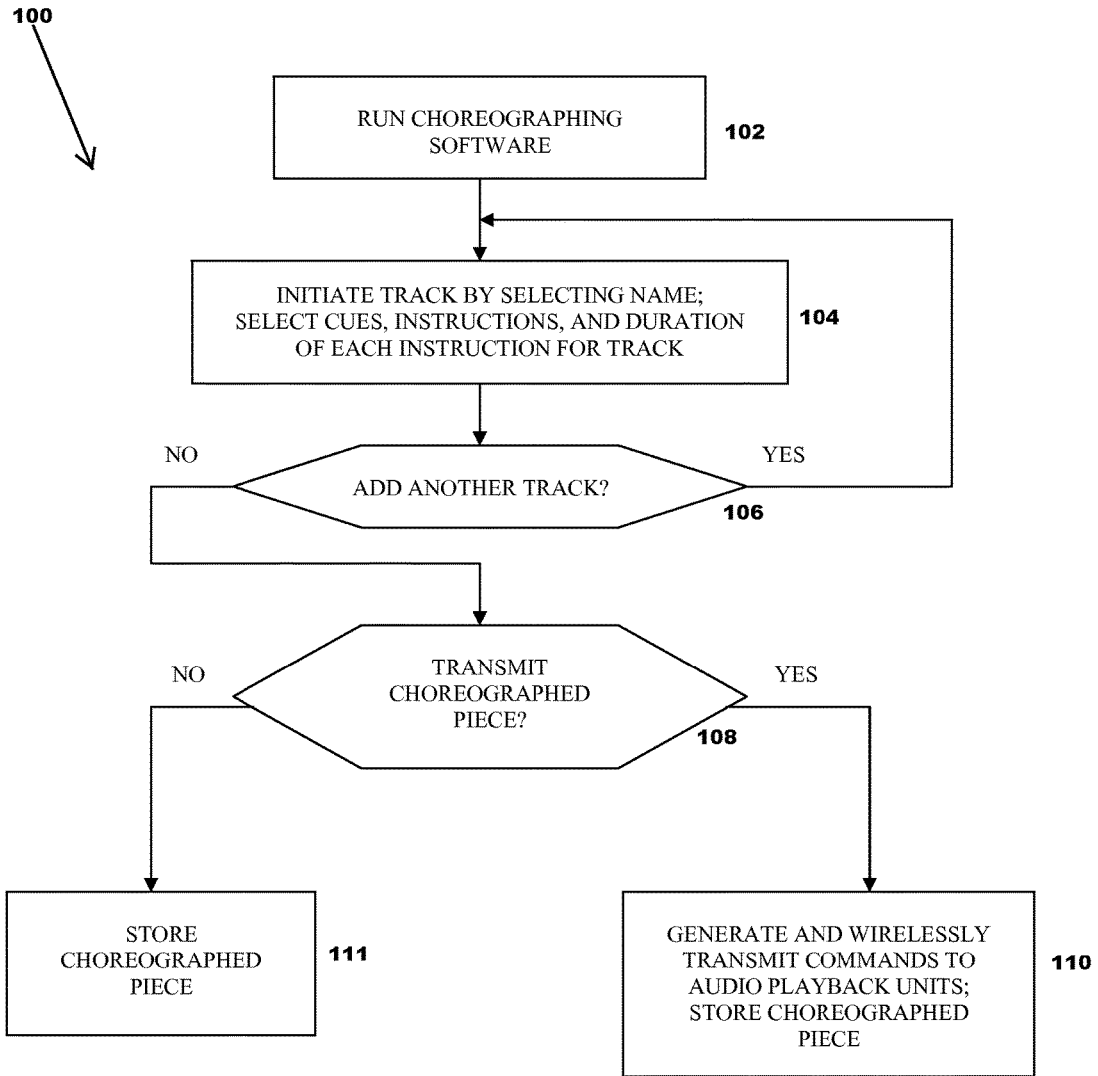 100
RUN CHOREOGRAPHING
SOFTWARE
102
INITIATE TRACK BY SELECTING NAME;
SELECT CUES, INSTRUCTIONS, AND DURATION
OF EACH INSTRUCTION FOR TRACK
104
NO
YES
ADD ANOTHER TRACK?
106
NO
YES
TRANSMIT
CHOREOGRAPHED
PIECE?
108
STORE
CHOREOGRAPHED
PIECE
111
GENERATE AND WIRELESSLY
TRANSMIT COMMANDS TO
AUDIO PLAYBACK UNITS;
STORE CHOREOGRAPHED
PIECE
110